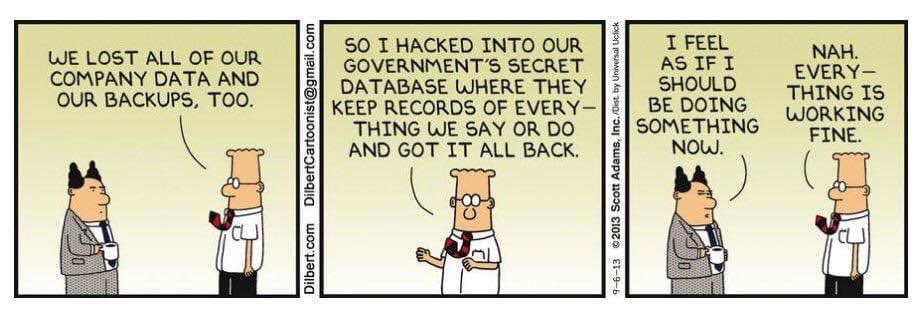 WE LOST ALL OF OUR
COMPANY DATA AND
OUR BACKUPS, TOO.
Dilbert.com DilbertCartoonist@gmail.com
SO I HACKED INTO OUR
GOVERNMENT'S SECRET
DATABASE WHERE THEY
KEEP RECORDS OF EVERY–
THING WE SAY OR DO
AND GOT IT ALL BACK.
9-6-13 ©2013 Scott Adams, Inc. /Dist. by Universal Uclick
I FEEL
AS IF I
SHOULD
BE DOING
SOMETHING
NOW.
NAH.
EVERY–
THING IS
WORKING
FINE.